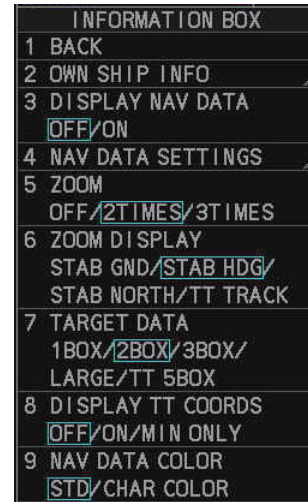 INFORMATION BOX
1 BACK
2 OWN SHIP INFO
3 DISPLAY NAV DATA
OFF/ON
4 NAV DATA SETTINGS
5 ZOOM
OFF/2TIMES/3TIMES
6 ZOOM DISPLAY
STAB GND/STAB HDG/
STAB NORTH/TT TRACK
7 TARGET DATA
1BOX/2BOX/3BOX/
LARGE/TT 5BOX
8 DISPLAY TT COORDS
OFF/ON/MIN ONLY
9 NAV DATA COLOR
STD/CHAR COLOR